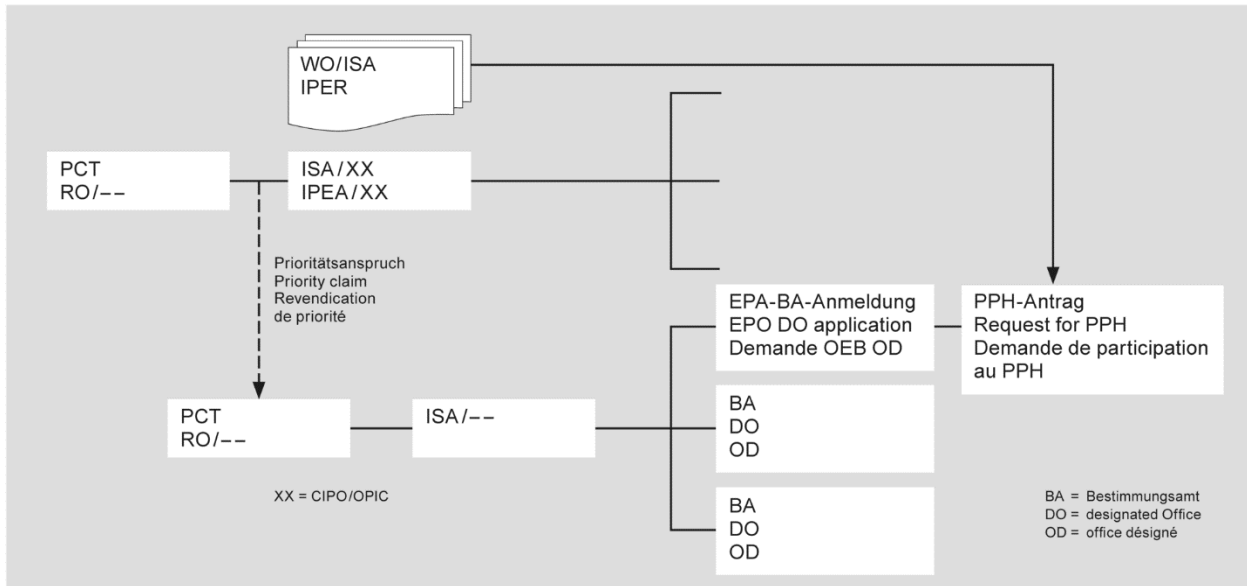 WO/ISA
IPER
PCT
RO/––
ISA/XX
IPEA/XX
Prioritätsanspruch
Priority claim
Revendication
de priorité
EPA-BA-Anmeldung
EPO DO application
Demande OEB OD
PPH-Antrag
Request for PPH
Demande de participation
au PPH
PCT
RO/––
ISA/––
BA
DO
OD
XX = CIPO/OPIC
BA
DO
OD
BA = Bestimmungsamt
DO = designated Office
OD = office désigné